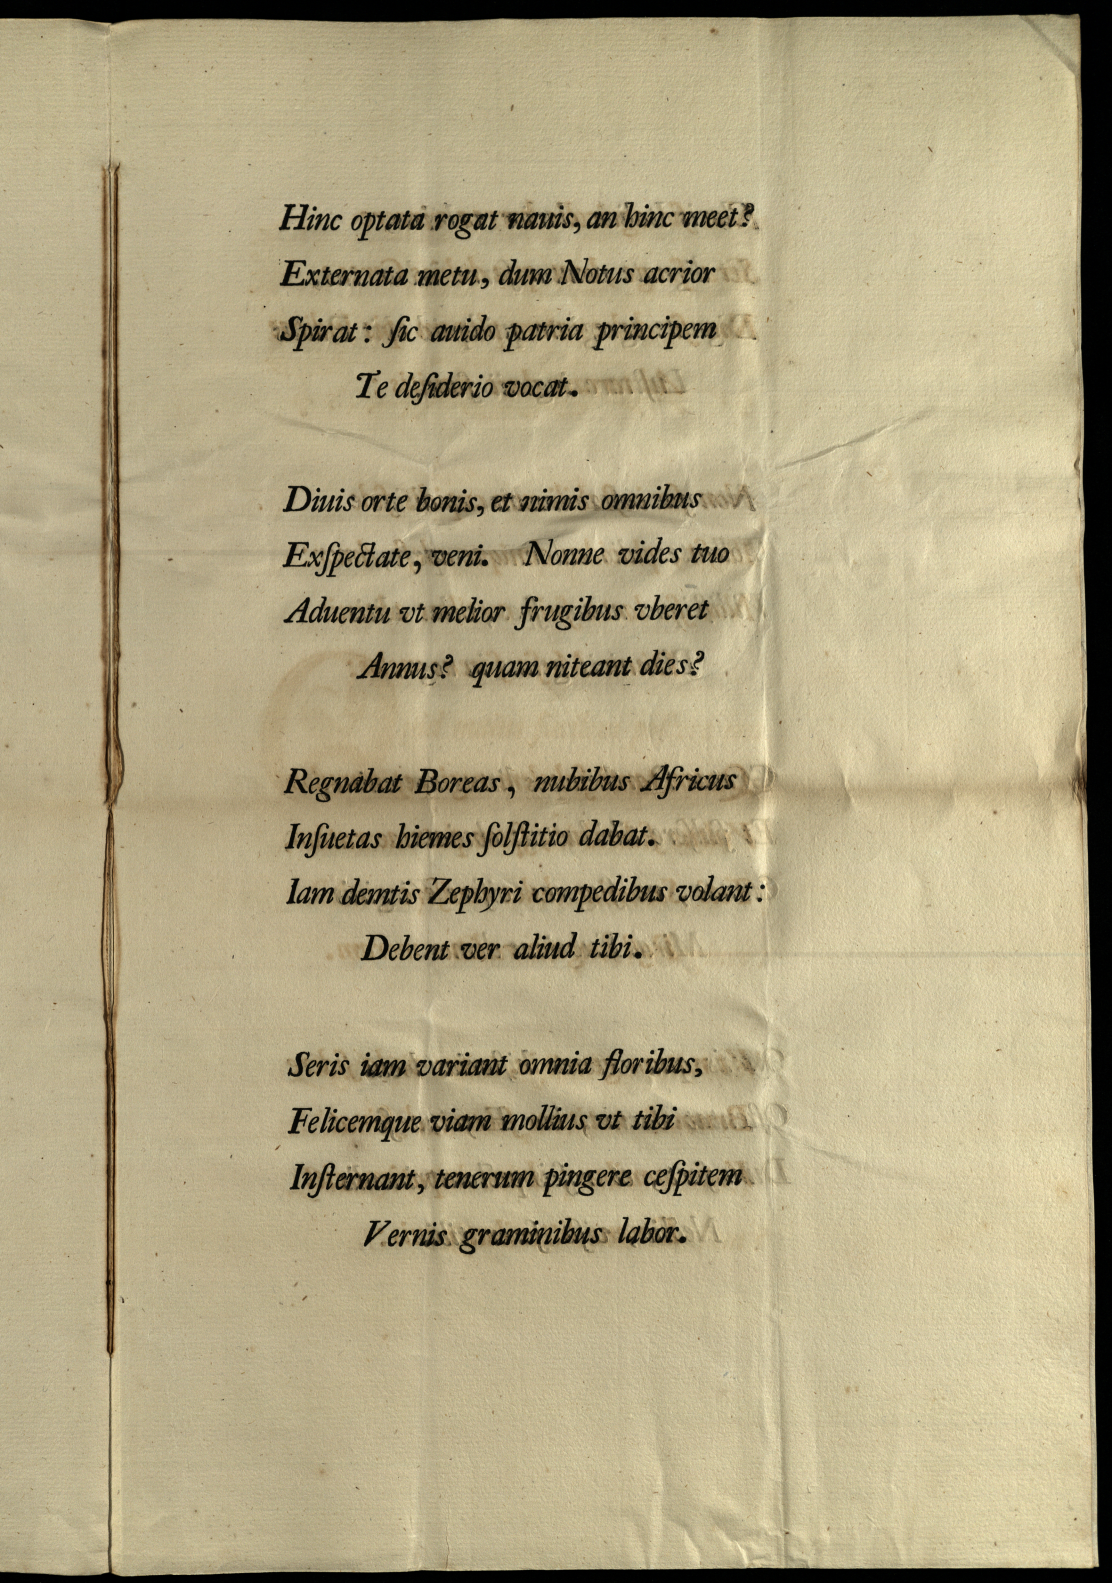 Hinc optata rogat nauis, an hinc meet?
Externata metu, dum Notus acrior
Spirat: ſic auido patria principem
Te deſiderio vocat.

Diuis orte bonis, et nimis omnibus
Exſpectate, veni. Nonne vides tuo
Aduentu vt melior frugibus vberet
Annus? quam niteant dies?

Regnabat Boreas, nubibus Africus
Inſuetas hiemes ſolſtitio dabat.
Iam demtis Zephyri compedibus volant:
Debent ver aliud tibi.

Seris iam variant omnia floribus,
Felicemque viam mollius vt tibi
Inſternant, tenerum pingere ceſpitem
Vernis graminibus labor.